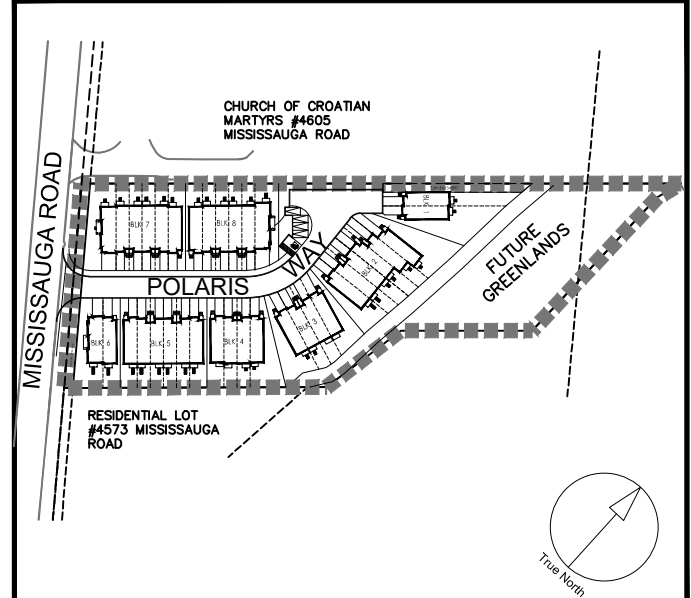 CHURCH OF CROATIAN
MARTYRS #4605
MISSISSAUGA ROAD
MISSISSAUGA ROAD
BLK 7
BLK 8
BLK 1
WAY
BLK 2
FUTURE
GREENLANDS
POLARIS
BLK 6
BLK 5
BLK 4
BLK 3
RESIDENTIAL LOT
#4573 MISSISSAUGA
ROAD
True North